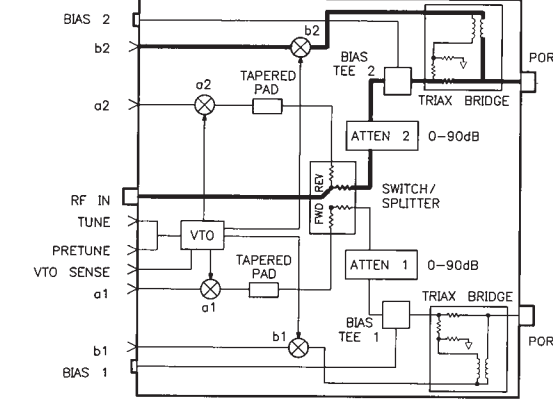 BIAS 2
b2
b2
BIAS
TEE 2
POR
TRIAX BRIDGE
TAPERED
PAD
a2
a2
ATTEN 2
0-90dB
RF IN
REV
FWD
SWITCH/
SPLITTER
TUNE
VTO
PRETUNE
VTO SENSE
TAPERED
PAD
ATTEN 1
0-90dB
a1
a1
TRIAX BRIDGE
BIAS
TEE 1
POR
b1
b1
BIAS 1